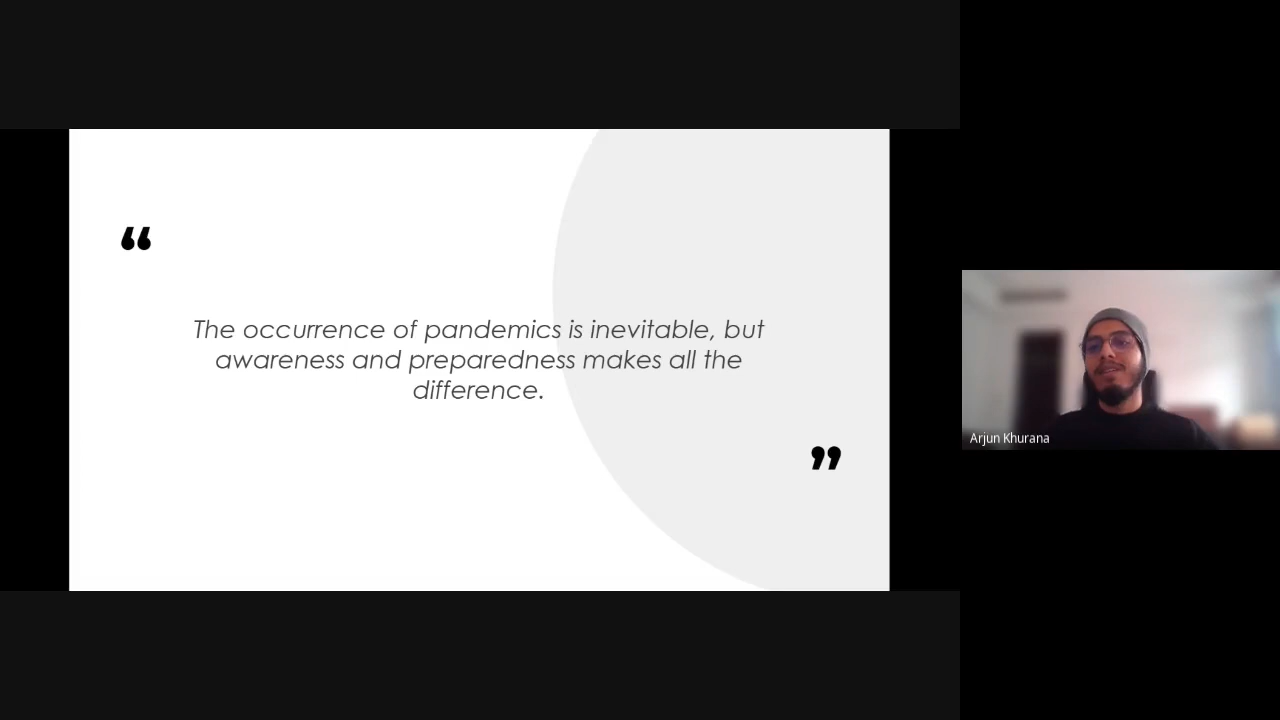 “
The occurrence of pandemics is inevitable, but
awareness and preparedness makes all the
difference.
”
Arjun Khurana